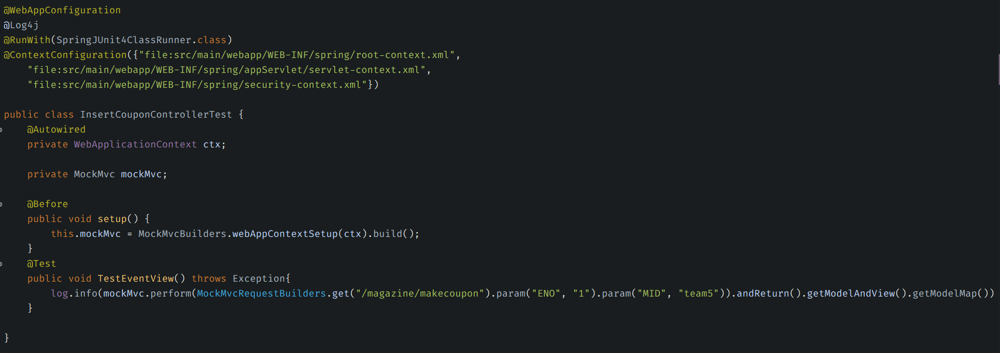 @WebAppConfiguration
@Log4j
@RunWith(SpringJUnit4ClassRunner.class)
@ContextConfiguration({"file:src/main/webapp/WEB-INF/spring/root-context.xml",
    "file:src/main/webapp/WEB-INF/spring/appServlet/servlet-context.xml",
    "file:src/main/webapp/WEB-INF/spring/security-context.xml"})
public class InsertCouponControllerTest {
    @Autowired
    private WebApplicationContext ctx;
    private MockMvc mockMvc;
    @Before
    public void setup() {
        this.mockMvc = MockMvcBuilders.webAppContextSetup(ctx).build();
    }
    @Test
    public void TestEventView() throws Exception{
        log.info(mockMvc.perform(MockMvcRequestBuilders.get("/magazine/makecoupon").param("ENO", "1").param("MID", "team5")).andReturn().getModelAndView().getModelMap())
    }
}